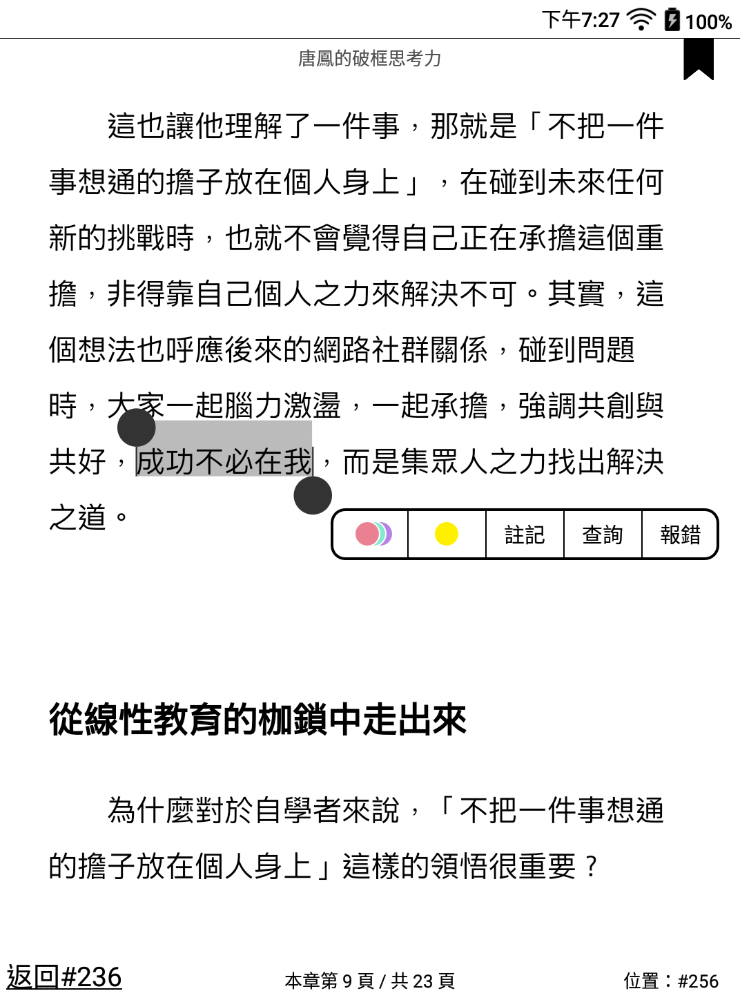 下午7:27 100%
唐鳳的破框思考力
這也讓他理解了一件事，那就是「不把一件
事想通的擔子放在個人身上」，在碰到未來任何
新的挑戰時，也就不會覺得自己正在承擔這個重
擔，非得靠自己個人之力來解決不可。其實，這
個想法也呼應後來的網路社群關係，碰到問題
時，大家一起腦力激盪，一起承擔，強調共創與
共好，成功不必在我，而是集眾人之力找出解決
之道。
註記 查詢 報錯
從線性教育的枷鎖中走出來
為什麼對於自學者來說，「不把一件事想通
的擔子放在個人身上」這樣的領悟很重要？
返回#236 本章第 9 頁 / 共 23 頁 位置：#256